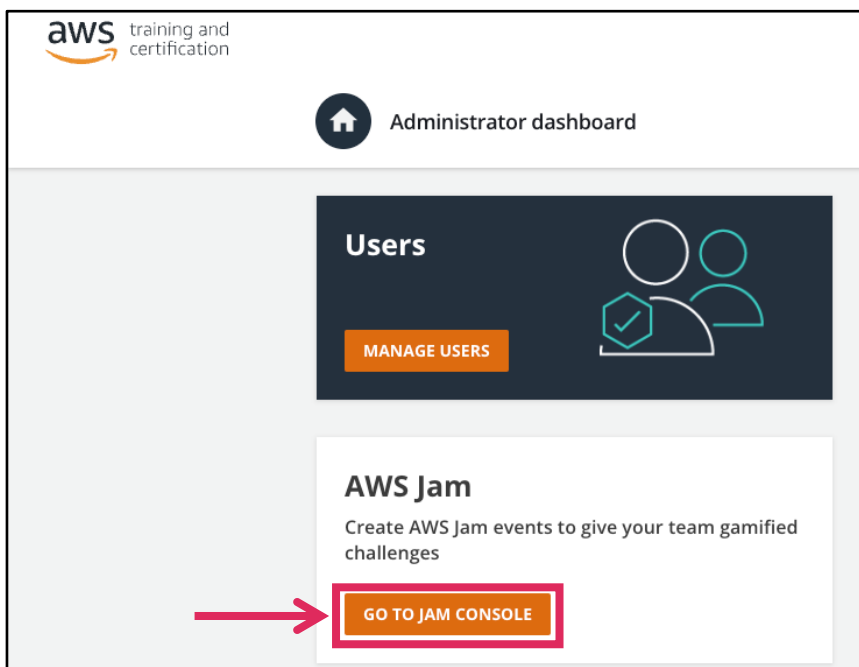 aws training and
certification
Administrator dashboard
Users
MANAGE USERS
AWS Jam
Create AWS Jam events to give your team gamified
challenges
GO TO JAM CONSOLE